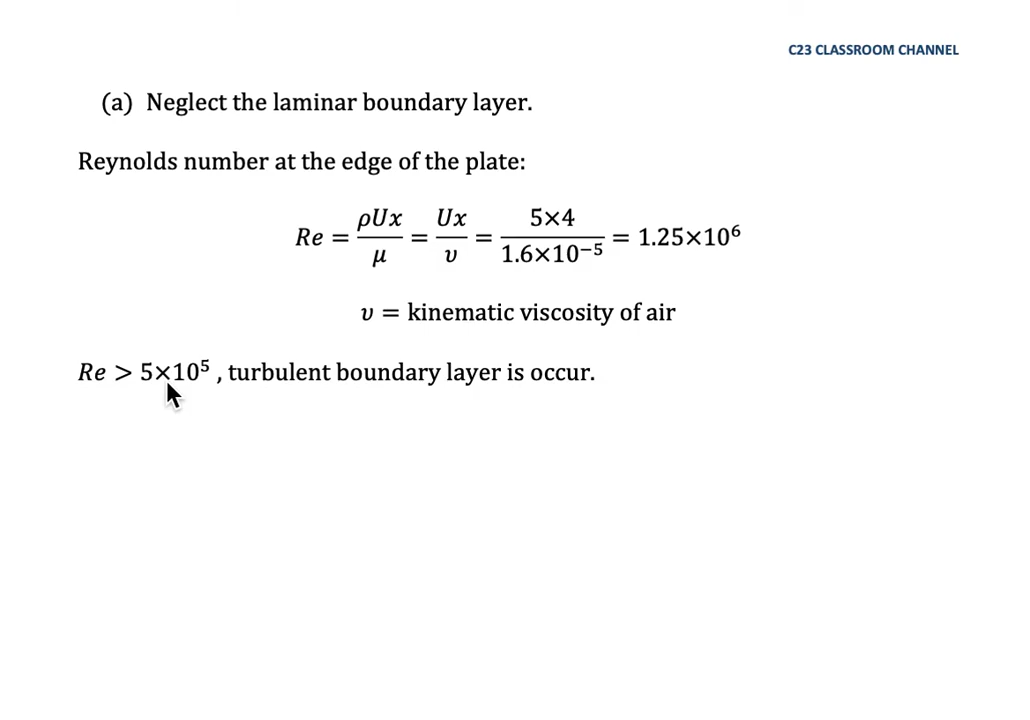 C23 CLASSROOM CHANNEL
(a) Neglect the laminar boundary layer.
Reynolds number at the edge of the plate:
Re = ρUx/μ = Ux/υ = 5×4/1.6×10⁻⁵ = 1.25×10⁶
υ = kinematic viscosity of air
Re > 5×10⁵ , turbulent boundary layer is occur.